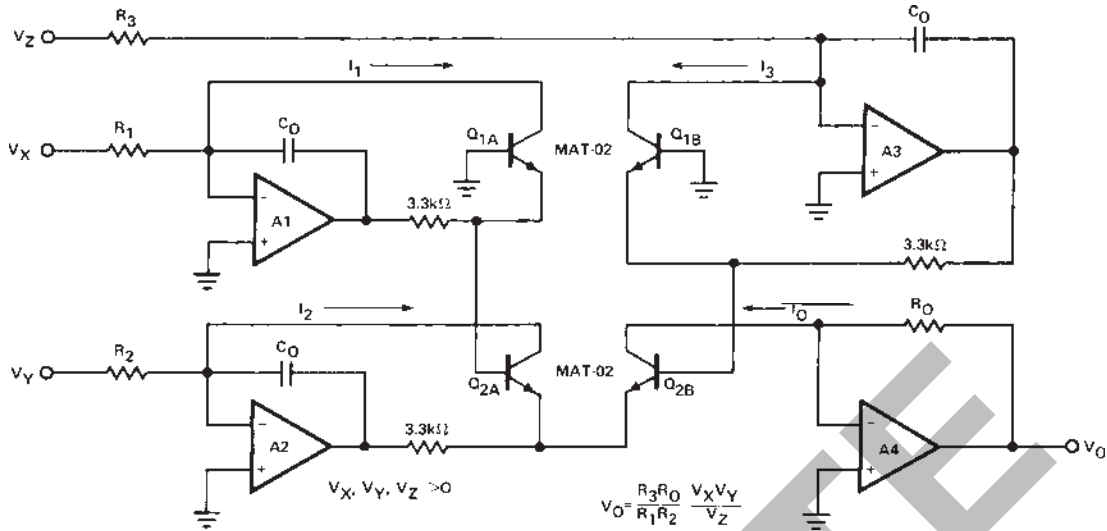 VZ R3 CO
I1 I3
R1 CO Q1A MAT-02 Q1B
VX − − A3
A1 3.3kΩ +
+ 3.3kΩ
I2 IO RO
R2 CO Q2A MAT-02 Q2B
VY − −
A2 3.3kΩ A4 VO
+ VX, VY, VZ >0 +
VO= R3RO VXVY
R1R2 VZ